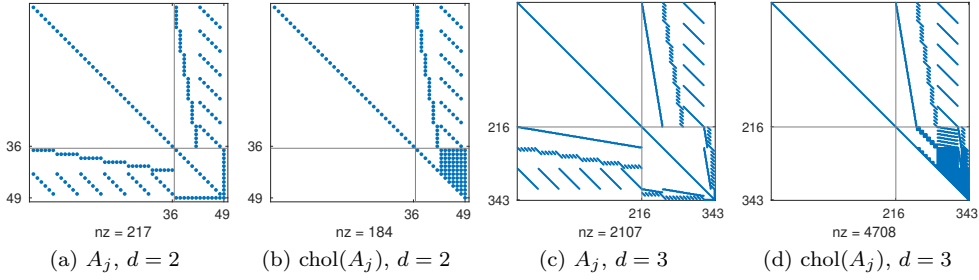 36
49
36
49
nz = 217
(a) A_j, d = 2
36
49
36
49
nz = 184
(b) chol(A_j), d = 2
216
343
216
343
nz = 2107
(c) A_j, d = 3
216
343
216
343
nz = 4708
(d) chol(A_j), d = 3